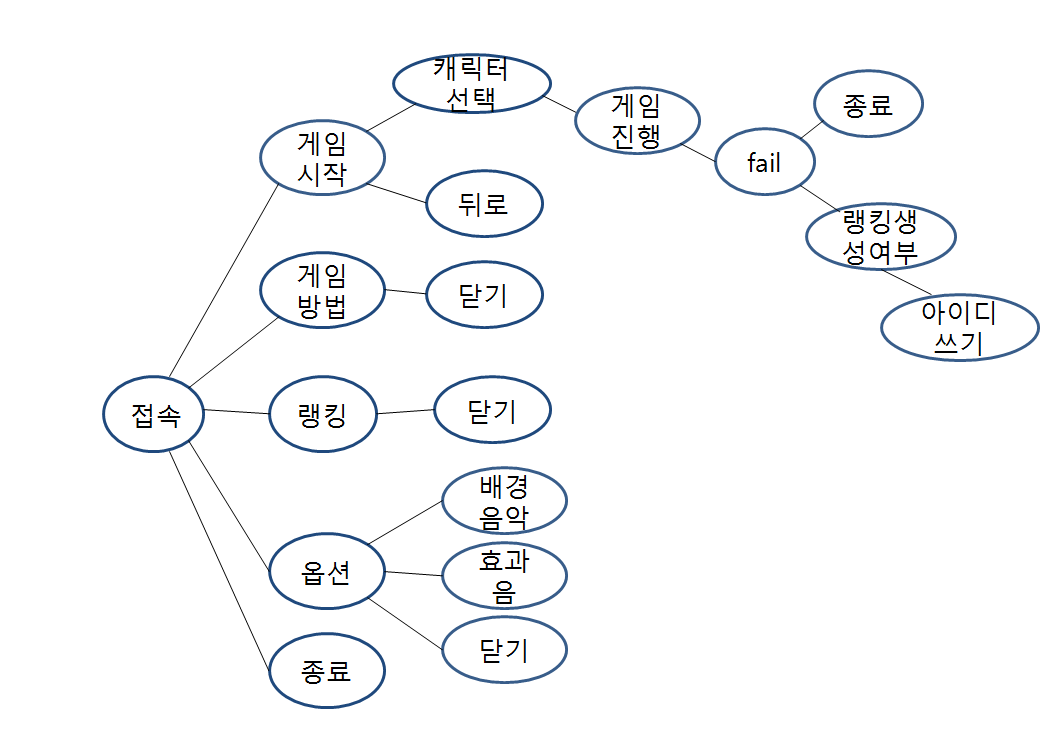 캐릭터
선택
게임
진행
종료
게임
시작
fail
뒤로
랭킹생
성여부
게임
방법
닫기
아이디
쓰기
접속
랭킹
닫기
배경
음악
옵션
효과
음
닫기
종료